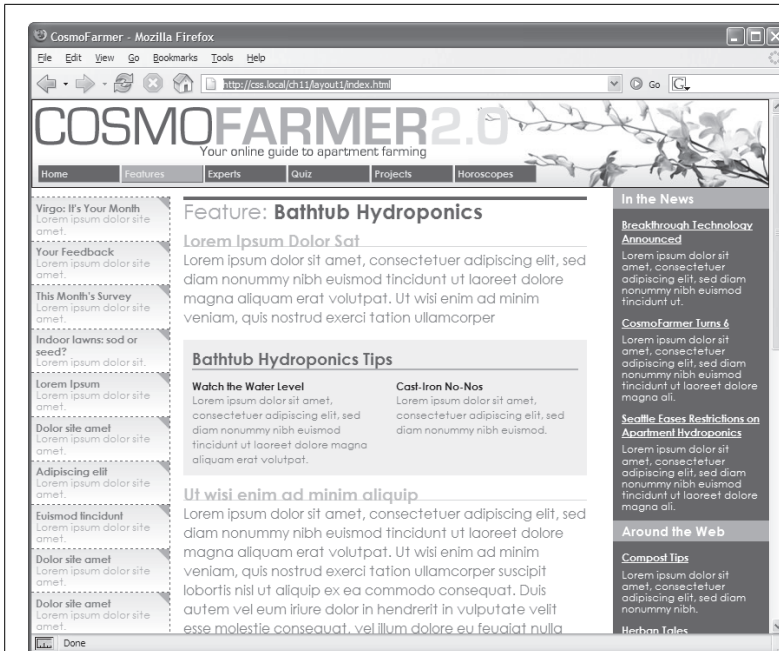 CosmoFarmer - Mozilla Firefox
File Edit View Go Bookmarks Tools Help
http://css.local/ch11/layout1/index.html
Go
G
COSMOFARMER2.0
Your online guide to apartment farming
Home Features Experts Quiz Projects Horoscopes
Virgo: It's Your Month
Lorem ipsum dolor site
amet.
Your Feedback
Lorem ipsum dolor site
amet.
This Month's Survey
Lorem ipsum dolor site
amet.
Indoor lawns: sod or
seed?
Lorem ipsum dolor sit.
Lorem Ipsum
Lorem ipsum dolor site
amet.
Dolor site amet
Lorem ipsum dolor site
amet.
Adipiscing elit
Lorem ipsum dolor site
amet.
Euismod tincidunt
Lorem ipsum dolor site
amet.
Dolor site amet
Lorem ipsum dolor site
amet.
Dolor site amet
Lorem ipsum dolor site
amet.
Feature: Bathtub Hydroponics
Lorem Ipsum Dolor Sat
Lorem ipsum dolor sit amet, consectetuer adipiscing elit, sed
diam nonummy nibh euismod tincidunt ut laoreet dolore
magna aliquam erat volutpat. Ut wisi enim ad minim
veniam, quis nostrud exerci tation ullamcorper
Bathtub Hydroponics Tips
Watch the Water Level
Lorem ipsum dolor sit amet,
consectetuer adipiscing elit, sed
diam nonummy nibh euismod
tincidunt ut laoreet dolore magna
aliquam erat volutpat.
Cast-Iron No-Nos
Lorem ipsum dolor sit amet,
consectetuer adipiscing elit, sed
diam nonummy nibh euismod.
Ut wisi enim ad minim aliquip
Lorem ipsum dolor sit amet, consectetuer adipiscing elit, sed
diam nonummy nibh euismod tincidunt ut laoreet dolore
magna aliquam erat volutpat. Ut wisi enim ad minim
veniam, quis nostrud exerci tation ullamcorper suscipit
lobortis nisl ut aliquip ex ea commodo consequat. Duis
autem vel eum iriure dolor in hendrerit in vulputate velit
esse molestie consequat, vel illum dolore eu feugiat nulla
In the News
Breakthrough Technology
Announced
Lorem ipsum dolor sit
amet, consectetuer
adipiscing elit, sed diam
nonummy nibh euismod
tincidunt ut.
CosmoFarmer Turns 6
Lorem ipsum dolor sit
amet, consectetuer
adipiscing elit, sed diam
nonummy nibh euismod
tincidunt ut laoreet dolore
magna ali.
Seattle Eases Restrictions on
Apartment Hydroponics
Lorem ipsum dolor sit
amet, consectetuer
adipiscing elit, sed diam
nonummy nibh euismod
tincidunt ut laoreet dolore
magna ali.
Around the Web
Compost Tips
Lorem ipsum dolor sit
amet, consectetuer
adipiscing elit, sed diam
nonummy nibh.
Herban Tales
Done